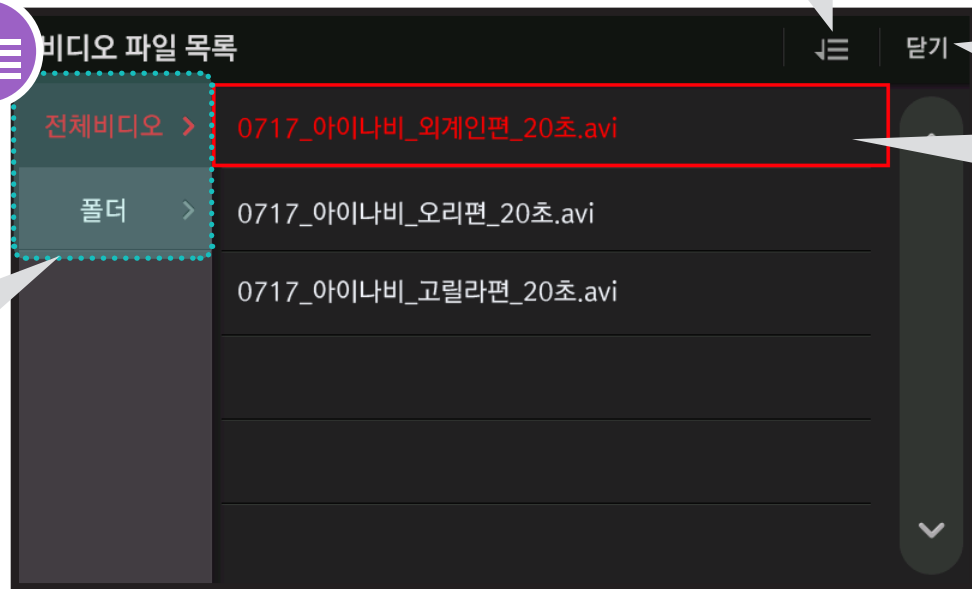 비디오 파일 목록
닫기
전체비디오
0717_아이나비_외계인편_20초.avi
폴더
0717_아이나비_오리편_20초.avi
0717_아이나비_고릴라편_20초.avi